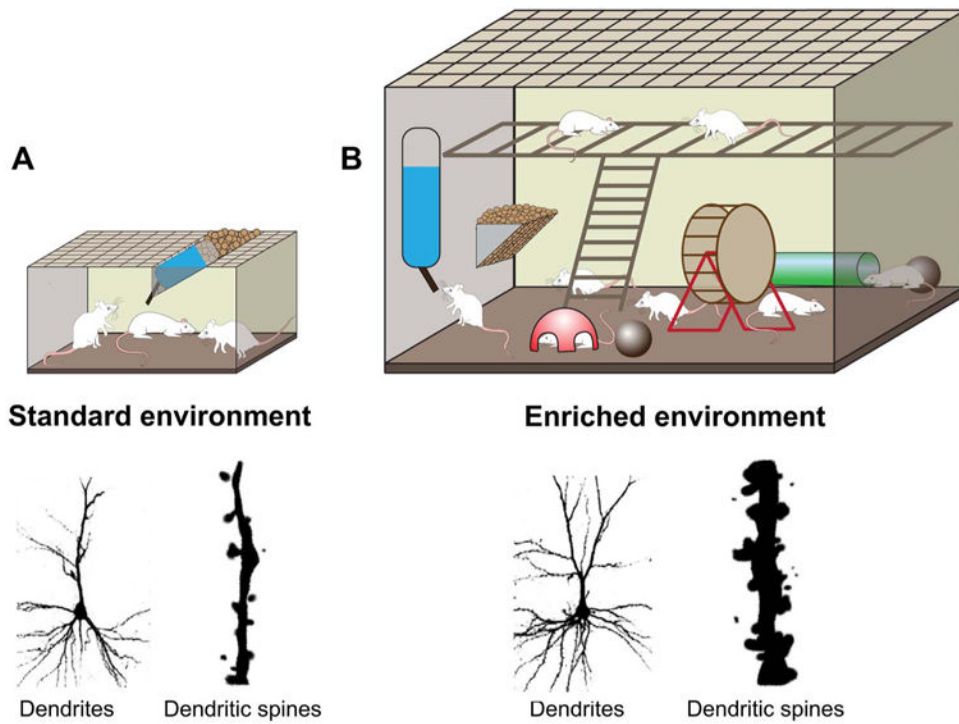 A
B
Standard environment
Enriched environment
Dendrites
Dendritic spines
Dendrites
Dendritic spines